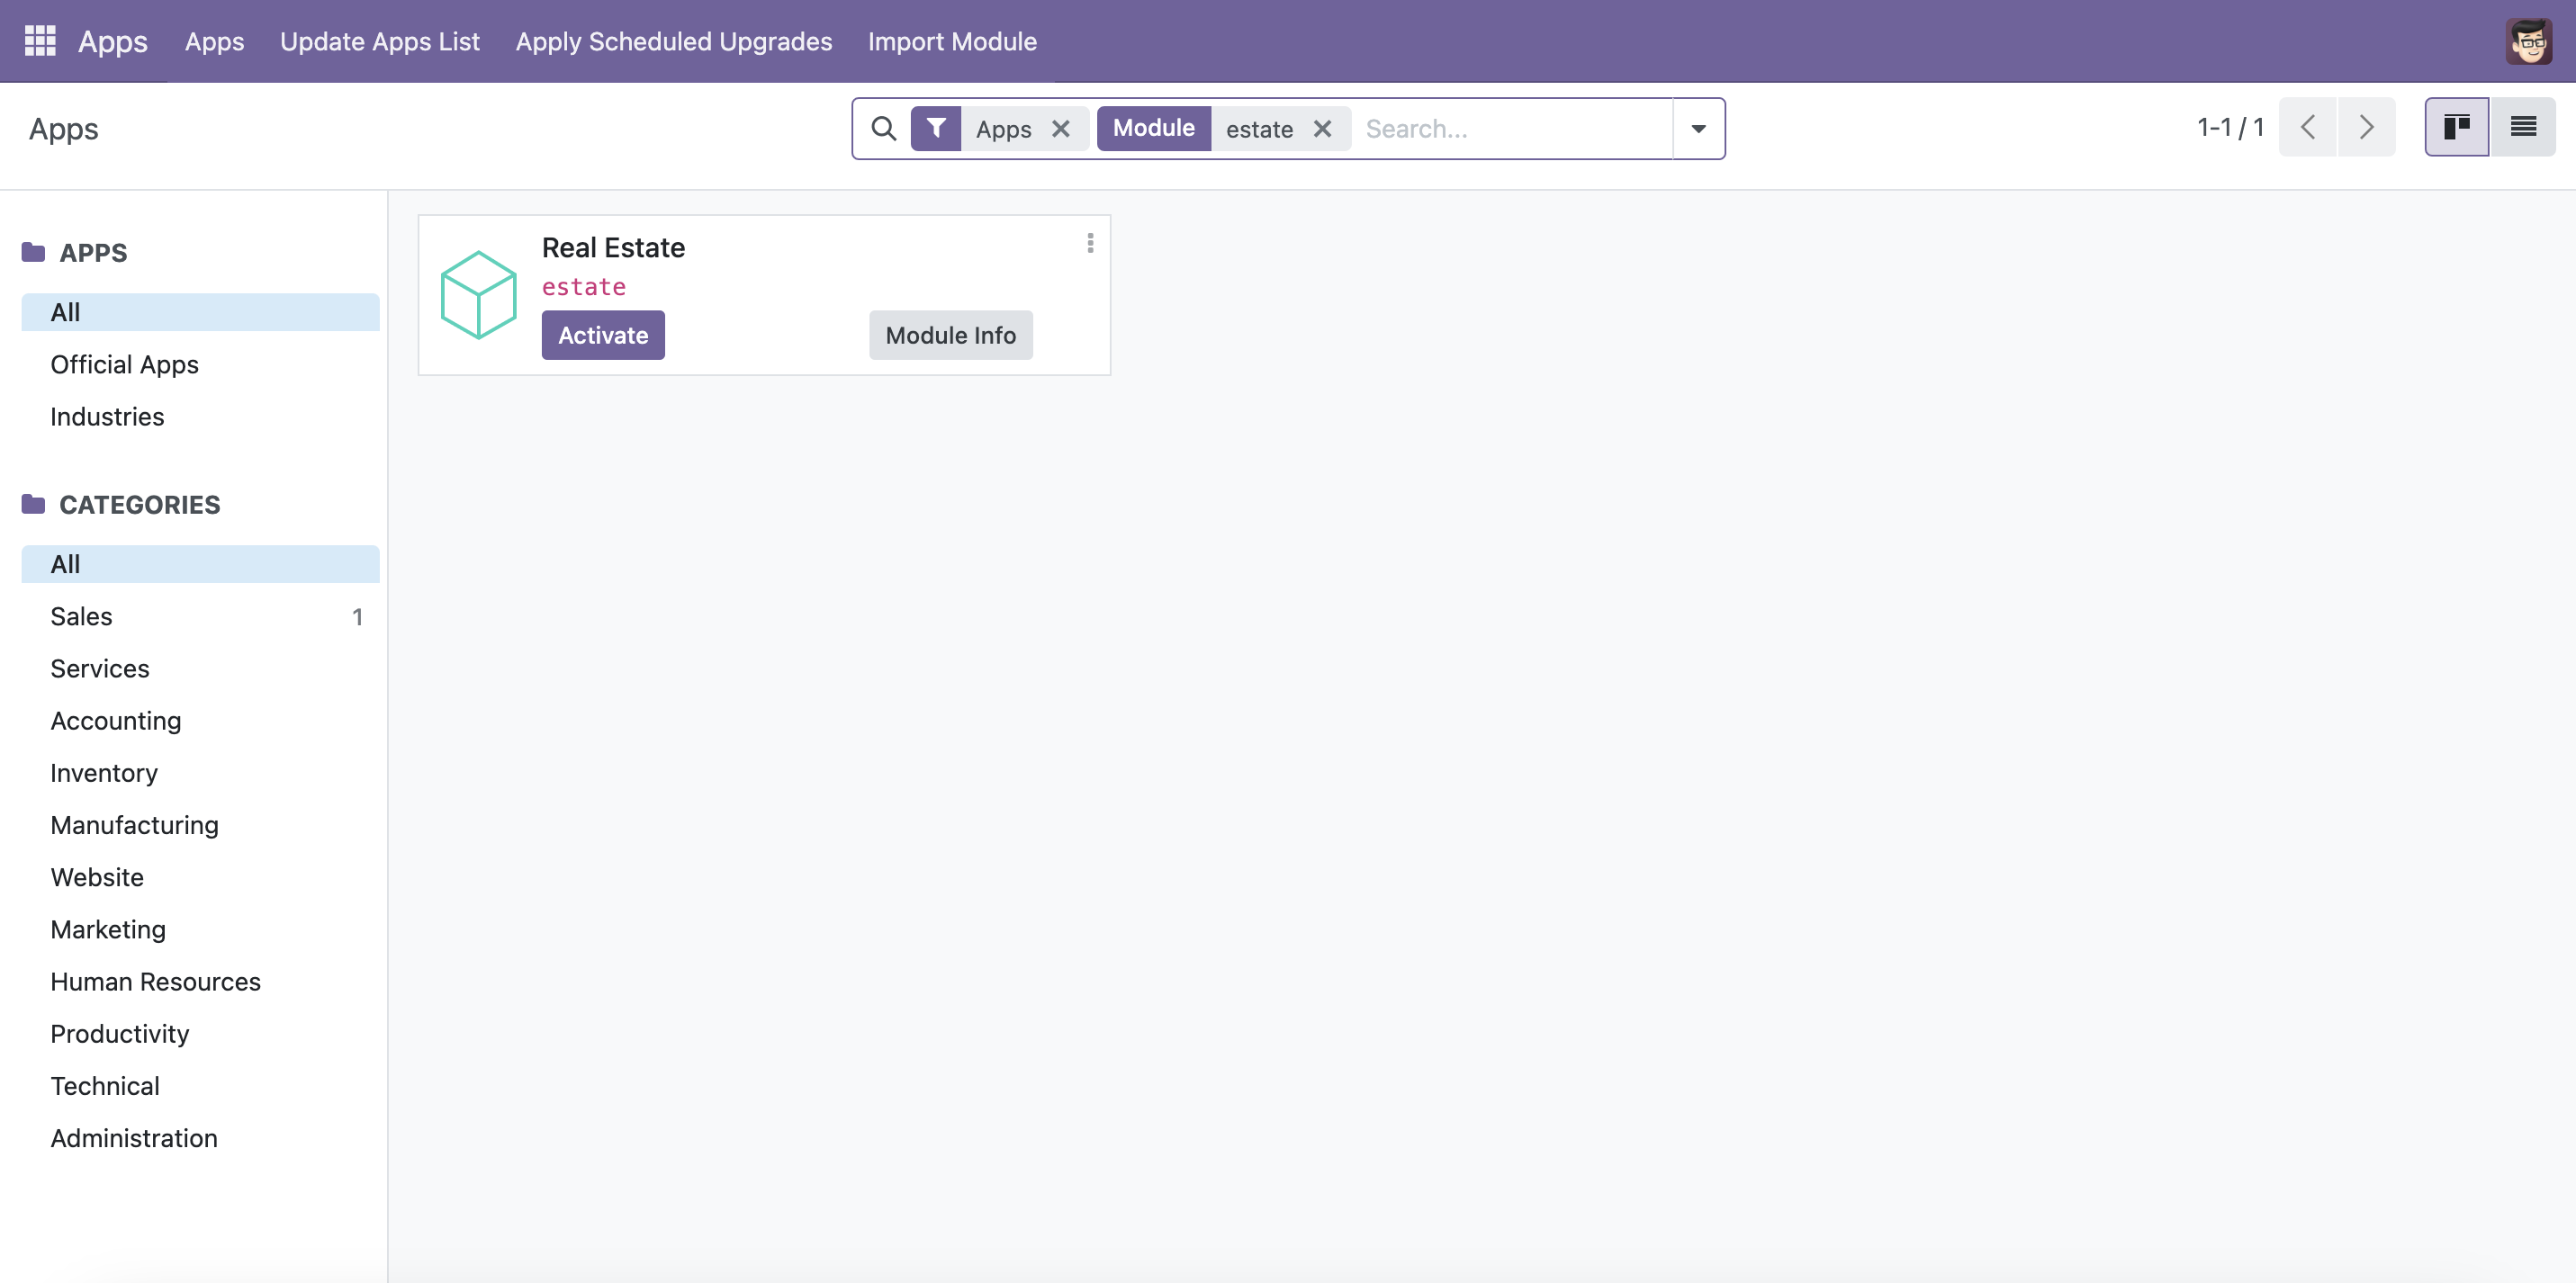 Apps Apps Update Apps List Apply Scheduled Upgrades Import Module
Apps Apps Module estate Search... 1-1 / 1
APPS
All
Official Apps
Industries
CATEGORIES
All
Sales 1
Services
Accounting
Inventory
Manufacturing
Website
Marketing
Human Resources
Productivity
Technical
Administration
Real Estate
estate
Activate Module Info